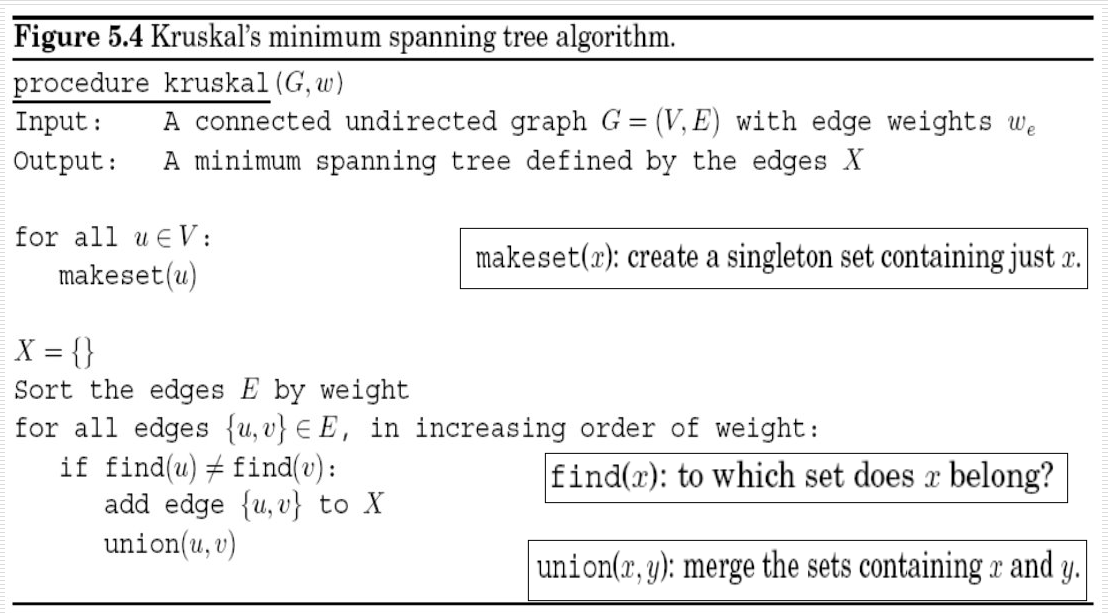 Figure 5.4 Kruskal's minimum spanning tree algorithm.
procedure kruskal(G, w)
Input: A connected undirected graph G = (V, E) with edge weights wₑ
Output: A minimum spanning tree defined by the edges X
for all u ∈ V:
makeset(u)
makeset(x): create a singleton set containing just x.
X = {}
Sort the edges E by weight
for all edges {u, v} ∈ E, in increasing order of weight:
if find(u) ≠ find(v):
find(x): to which set does x belong?
add edge {u, v} to X
union(u, v)
union(x, y): merge the sets containing x and y.